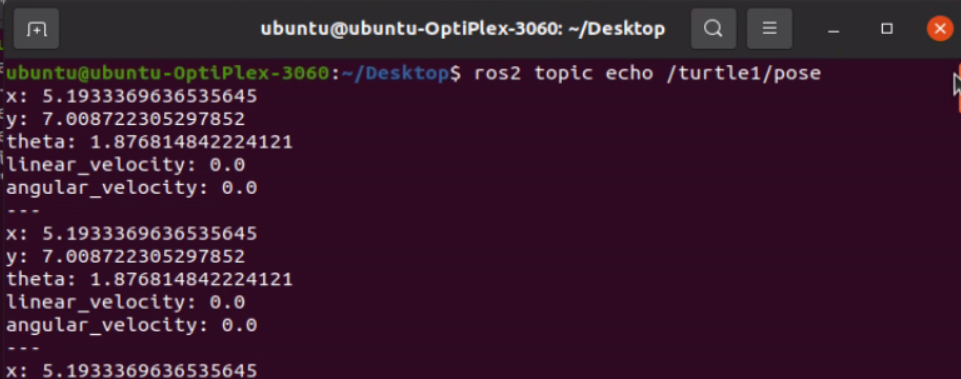 ubuntu@ubuntu-OptiPlex-3060: ~/Desktop
ubuntu@ubuntu-OptiPlex-3060:~/Desktop$ ros2 topic echo /turtle1/pose
x: 5.1933369636535645
y: 7.008722305297852
theta: 1.876814842224121
linear_velocity: 0.0
angular_velocity: 0.0
---
x: 5.1933369636535645
y: 7.008722305297852
theta: 1.876814842224121
linear_velocity: 0.0
angular_velocity: 0.0
---
x: 5.1933369636535645